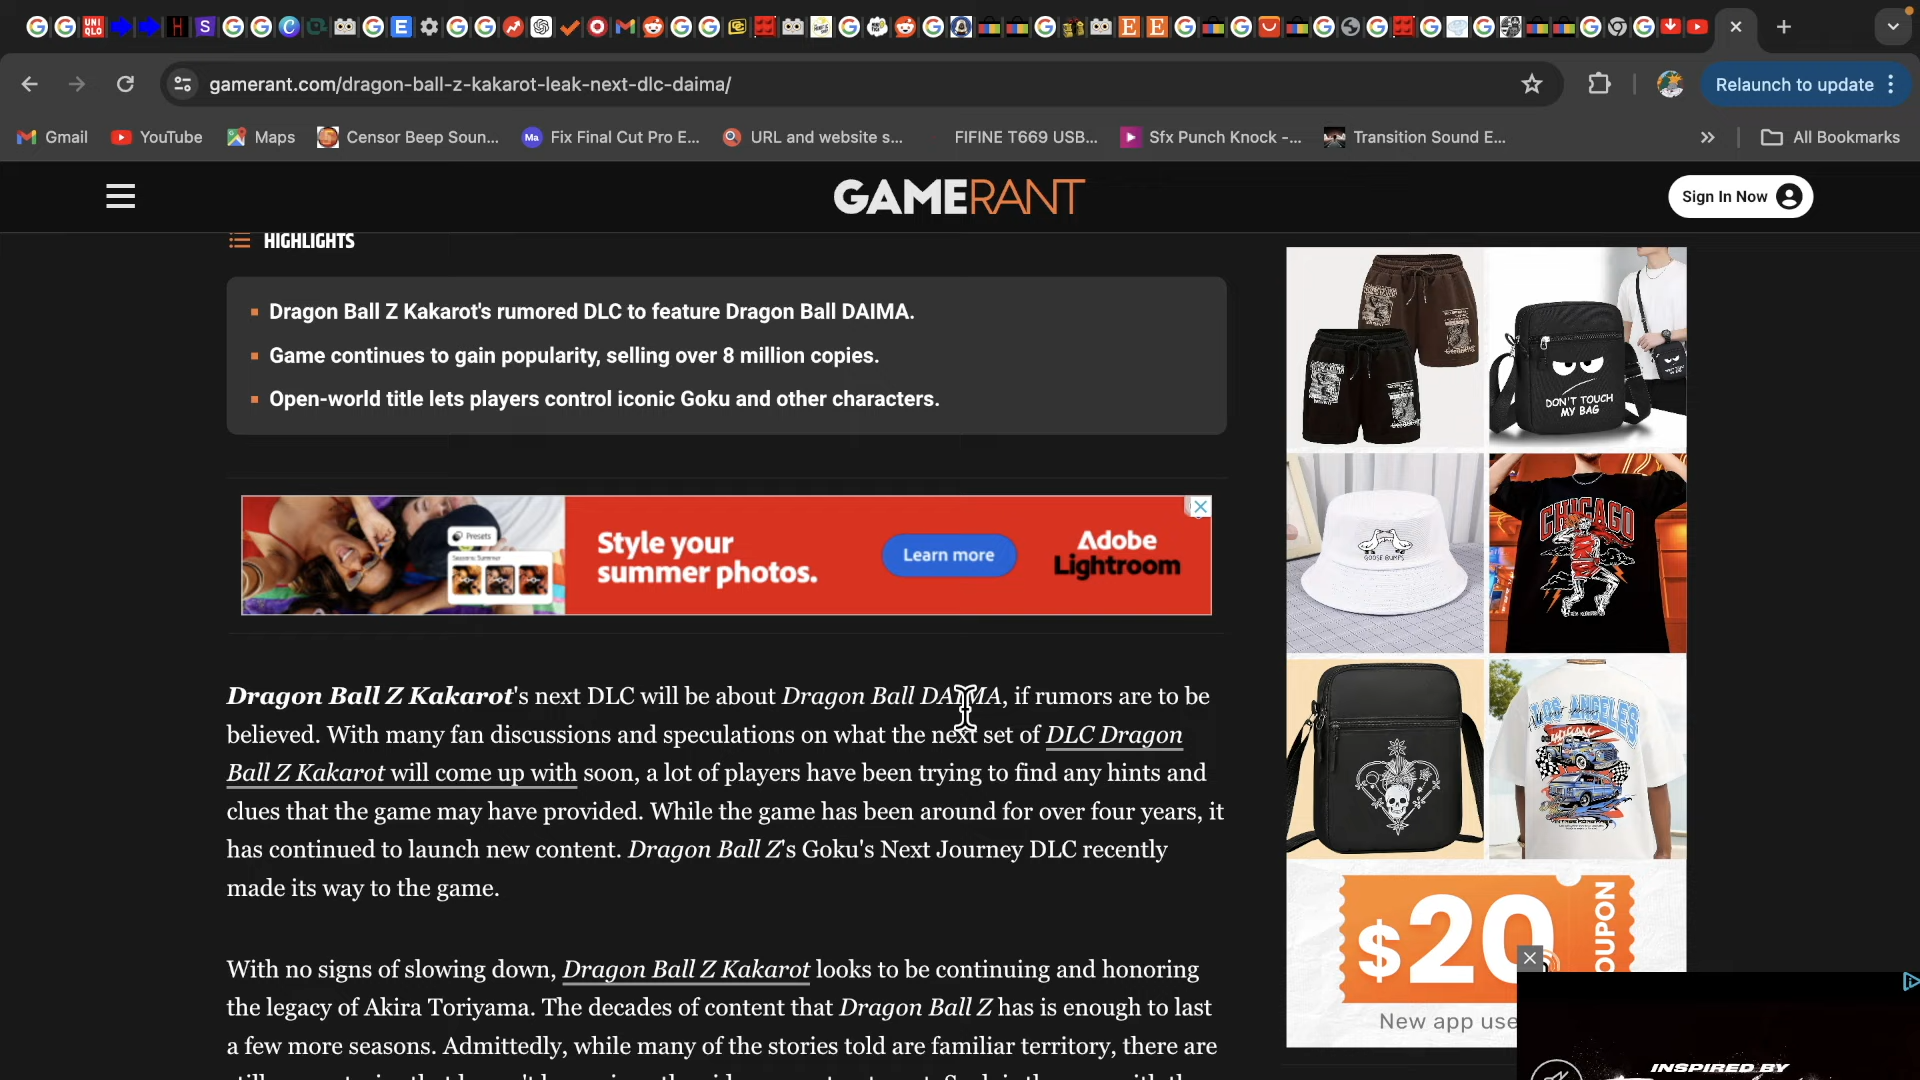 gamerant.com/dragon-ball-z-kakarot-leak-next-dlc-daima/
Relaunch to update
Gmail
YouTube
Maps
Censor Beep Soun...
Fix Final Cut Pro E...
URL and website s...
FIFINE T669 USB...
Sfx Punch Knock -...
Transition Sound E...
All Bookmarks
GAMERANT
Sign In Now
HIGHLIGHTS
Dragon Ball Z Kakarot's rumored DLC to feature Dragon Ball DAIMA.
Game continues to gain popularity, selling over 8 million copies.
Open-world title lets players control iconic Goku and other characters.
Presets
Style your
summer photos.
Learn more
Adobe
Lightroom
Dragon Ball Z Kakarot's next DLC will be about Dragon Ball DAIMA, if rumors are to be
believed. With many fan discussions and speculations on what the next set of DLC Dragon
Ball Z Kakarot will come up with soon, a lot of players have been trying to find any hints and
clues that the game may have provided. While the game has been around for over four years, it
has continued to launch new content. Dragon Ball Z's Goku's Next Journey DLC recently
made its way to the game.
With no signs of slowing down, Dragon Ball Z Kakarot looks to be continuing and honoring
the legacy of Akira Toriyama. The decades of content that Dragon Ball Z has is enough to last
a few more seasons. Admittedly, while many of the stories told are familiar territory, there are
DON'T TOUCH
MY BAG
GOOSE BUMPS
CHICAGO
LOS ANGELES
$20
New app use
INSPIRED BY